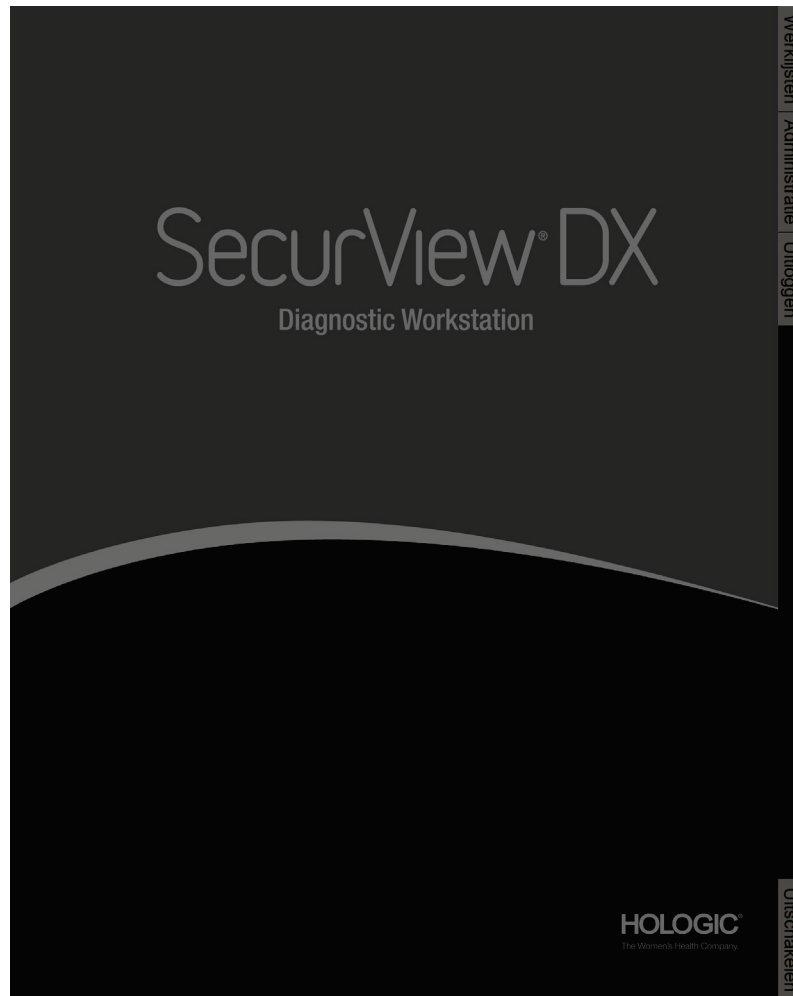 SecurView® DX
Diagnostic Workstation
Werklijsten
Administratie
Uitloggen
HOLOGIC®
The Women's Health Company.
Uitschakelen